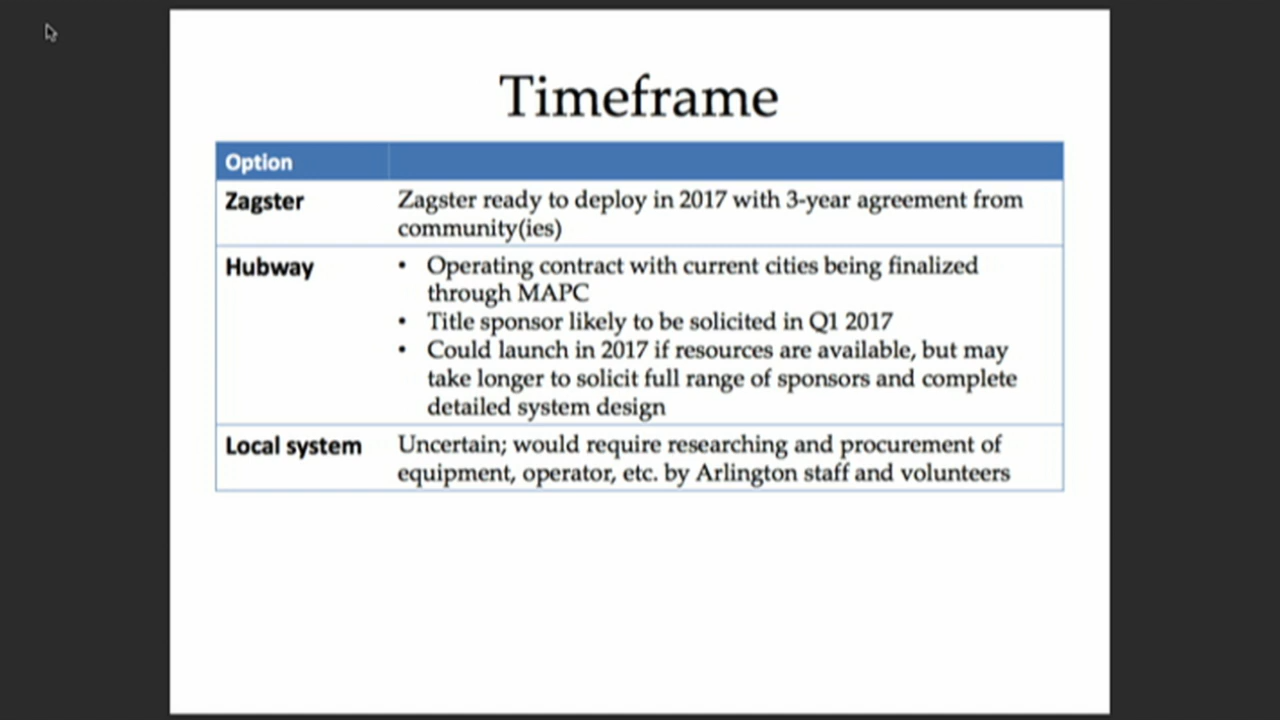 Timeframe
Option
Zagster
Zagster ready to deploy in 2017 with 3-year agreement from
community(ies)
Hubway
• Operating contract with current cities being finalized
through MAPC
• Title sponsor likely to be solicited in Q1 2017
• Could launch in 2017 if resources are available, but may
take longer to solicit full range of sponsors and complete
detailed system design
Local system
Uncertain; would require researching and procurement of
equipment, operator, etc. by Arlington staff and volunteers